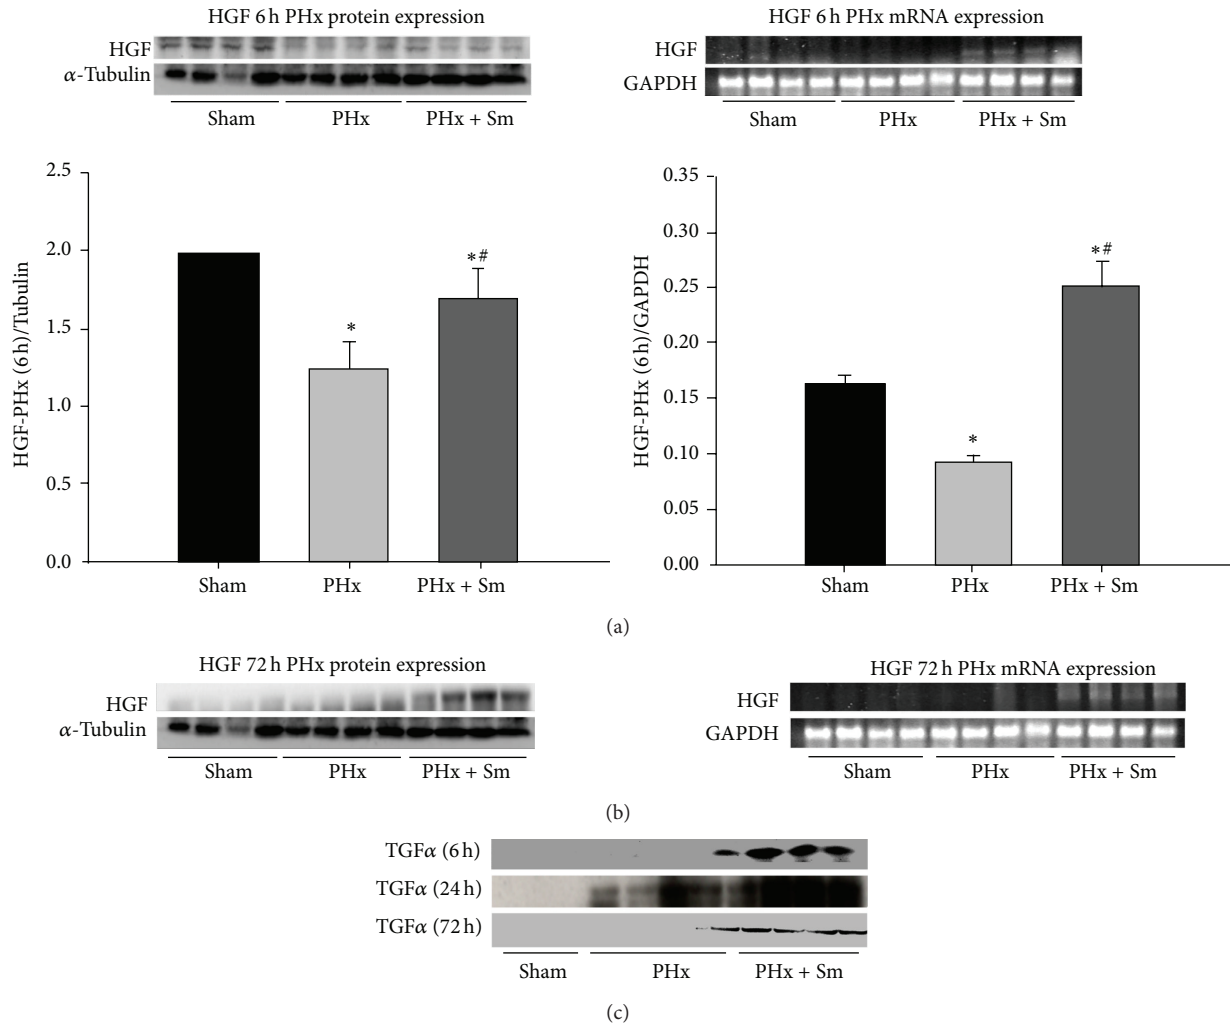 HGF 6 h PHx protein expression
HGF
α-Tubulin
Sham PHx PHx + Sm
HGF-PHx (6 h)/Tubulin
2.5
2.0
1.5
1.0
0.5
0.0
*
*#
Sham PHx PHx + Sm
HGF 6 h PHx mRNA expression
HGF
GAPDH
Sham PHx PHx + Sm
HGF-PHx (6 h)/GAPDH
0.35
0.30
0.25
0.20
0.15
0.10
0.05
0.00
*
*#
Sham PHx PHx + Sm
(a)
HGF 72 h PHx protein expression
HGF
α-Tubulin
Sham PHx PHx + Sm
HGF 72 h PHx mRNA expression
HGF
GAPDH
Sham PHx PHx + Sm
(b)
TGFα (6 h)
TGFα (24 h)
TGFα (72 h)
Sham PHx PHx + Sm
(c)